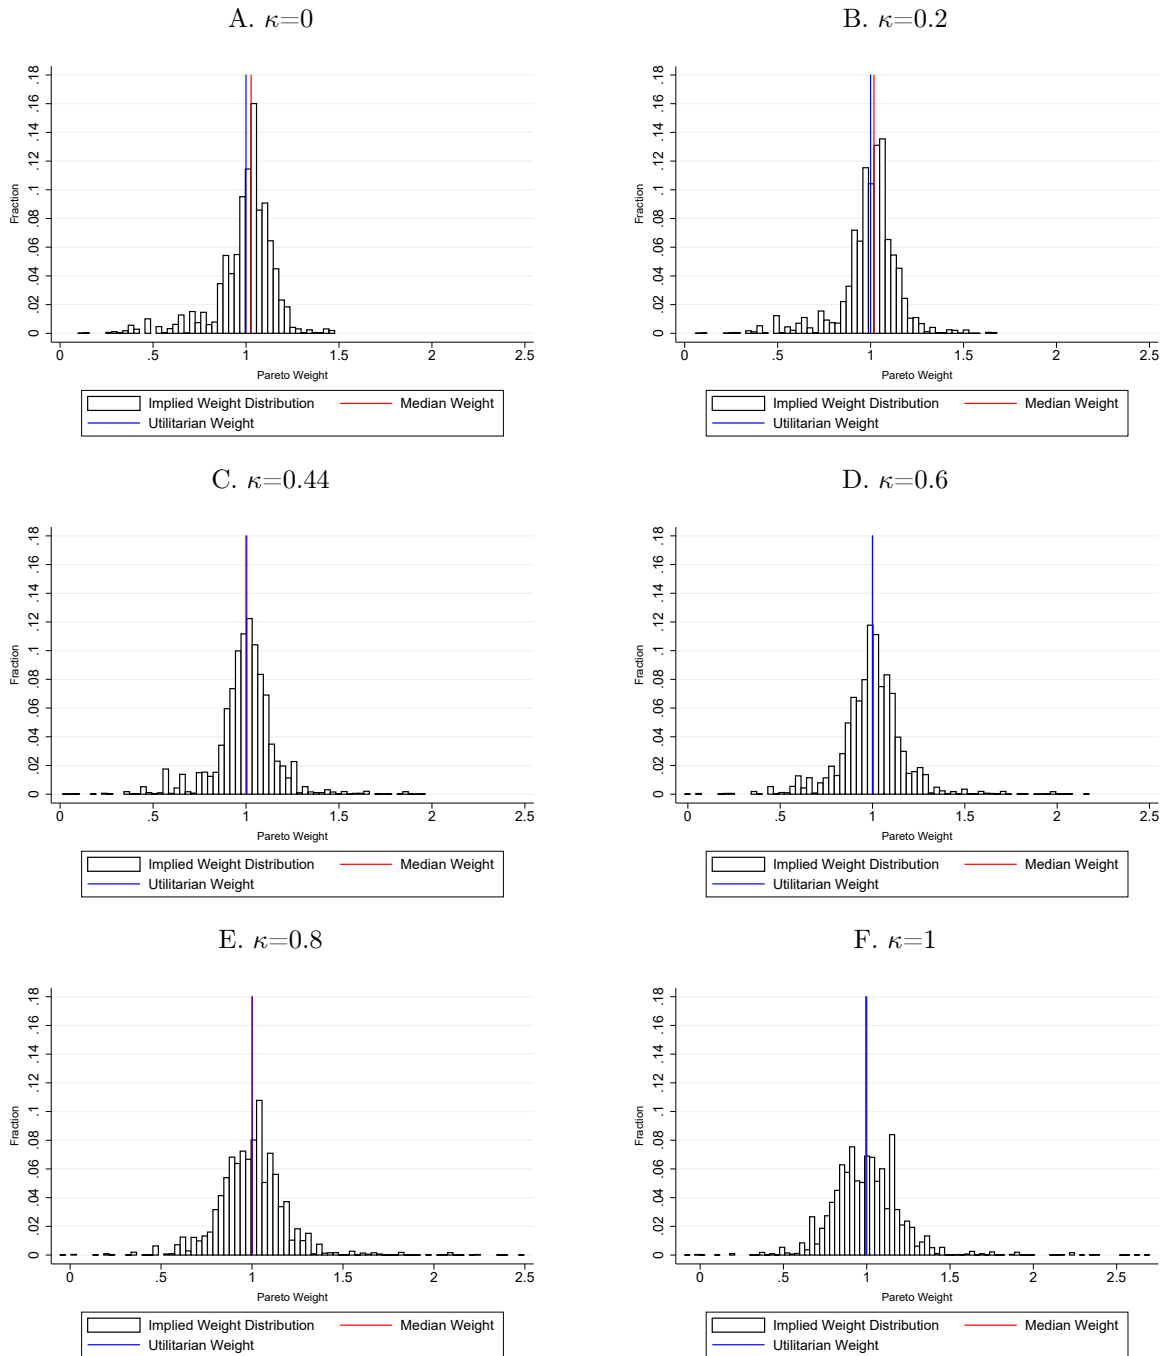 A. κ=0
.18
.16
.14
.12
.1
.08
.06
.04
.02
0
Fraction
0 .5 1 1.5 2 2.5
Pareto Weight
Implied Weight Distribution Median Weight
Utilitarian Weight
B. κ=0.2
.18
.16
.14
.12
.1
.08
.06
.04
.02
0
Fraction
0 .5 1 1.5 2 2.5
Pareto Weight
Implied Weight Distribution Median Weight
Utilitarian Weight
C. κ=0.44
.18
.16
.14
.12
.1
.08
.06
.04
.02
0
Fraction
0 .5 1 1.5 2 2.5
Pareto Weight
Implied Weight Distribution Median Weight
Utilitarian Weight
D. κ=0.6
.18
.16
.14
.12
.1
.08
.06
.04
.02
0
Fraction
0 .5 1 1.5 2 2.5
Pareto Weight
Implied Weight Distribution Median Weight
Utilitarian Weight
E. κ=0.8
.18
.16
.14
.12
.1
.08
.06
.04
.02
0
Fraction
0 .5 1 1.5 2 2.5
Pareto Weight
Implied Weight Distribution Median Weight
Utilitarian Weight
F. κ=1
.18
.16
.14
.12
.1
.08
.06
.04
.02
0
Fraction
0 .5 1 1.5 2 2.5
Pareto Weight
Implied Weight Distribution Median Weight
Utilitarian Weight